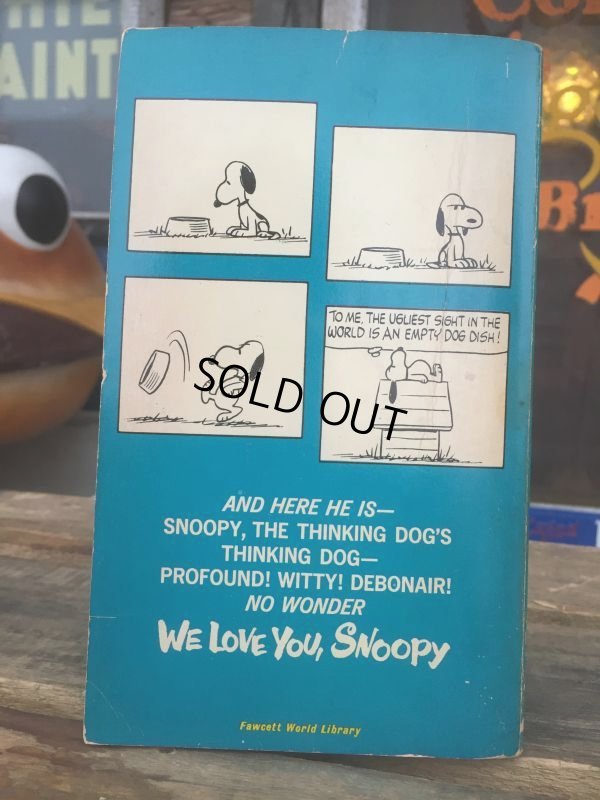 AINT
TO ME, THE UGLIEST SIGHT IN THE
WORLD IS AN EMPTY DOG DISH!
SOLD OUT
AND HERE HE IS—
SNOOPY, THE THINKING DOG'S
THINKING DOG—
PROFOUND! WITTY! DEBONAIR!
NO WONDER
WE LOVE YOU, SNOOPY
Fawcett World Library